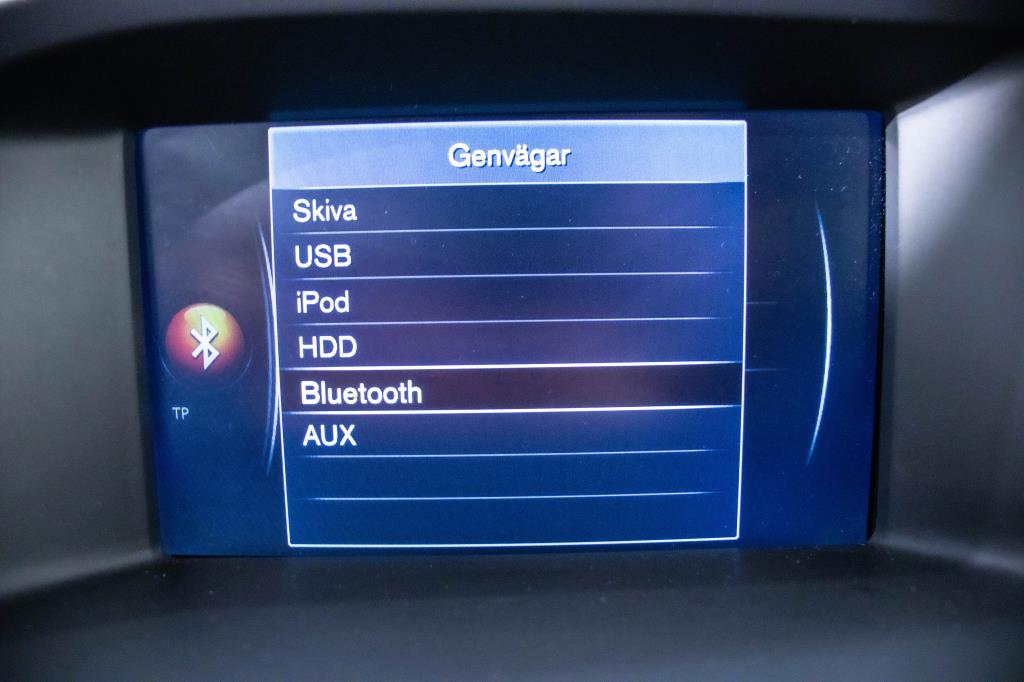 Genvägar
Skiva
USB
iPod
HDD
Bluetooth
TP
AUX